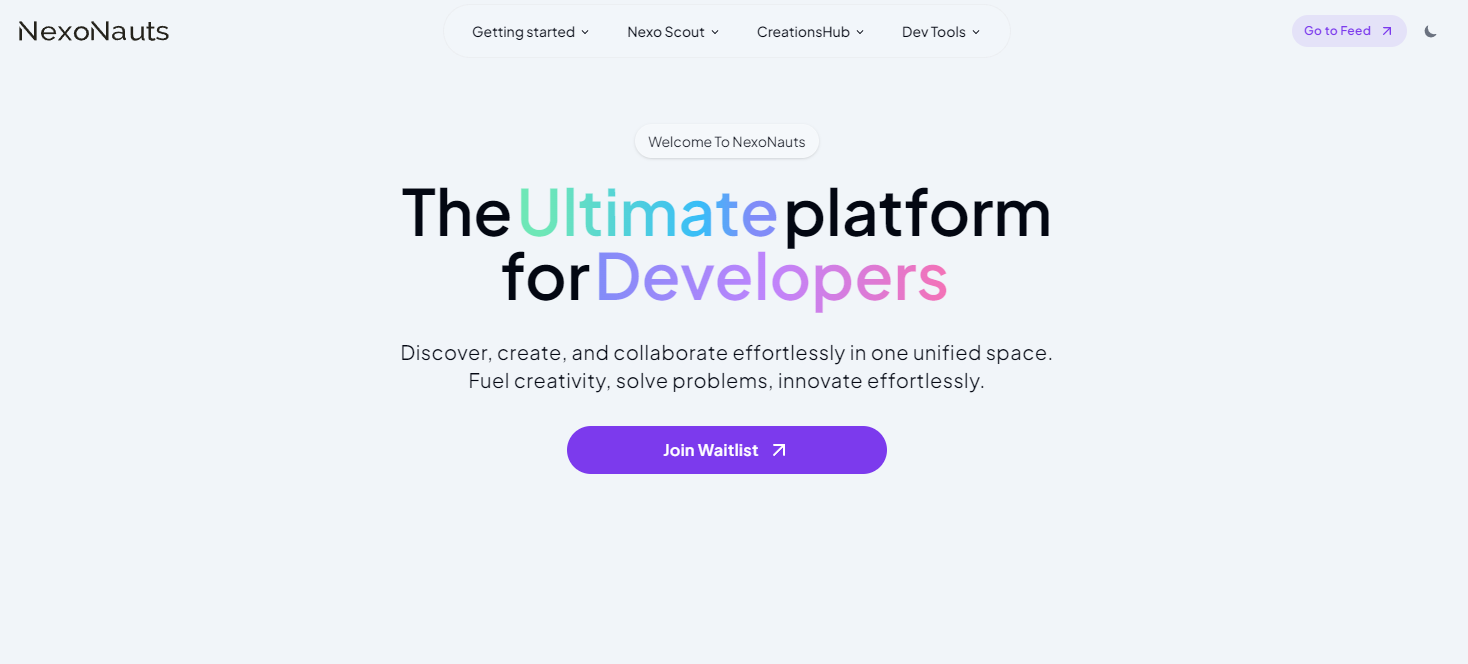 NexoNauts
Getting started
Nexo Scout
CreationsHub
Dev Tools
Go to Feed
Welcome To NexoNauts
The Ultimate platform
for Developers
Discover, create, and collaborate effortlessly in one unified space.
Fuel creativity, solve problems, innovate effortlessly.
Join Waitlist